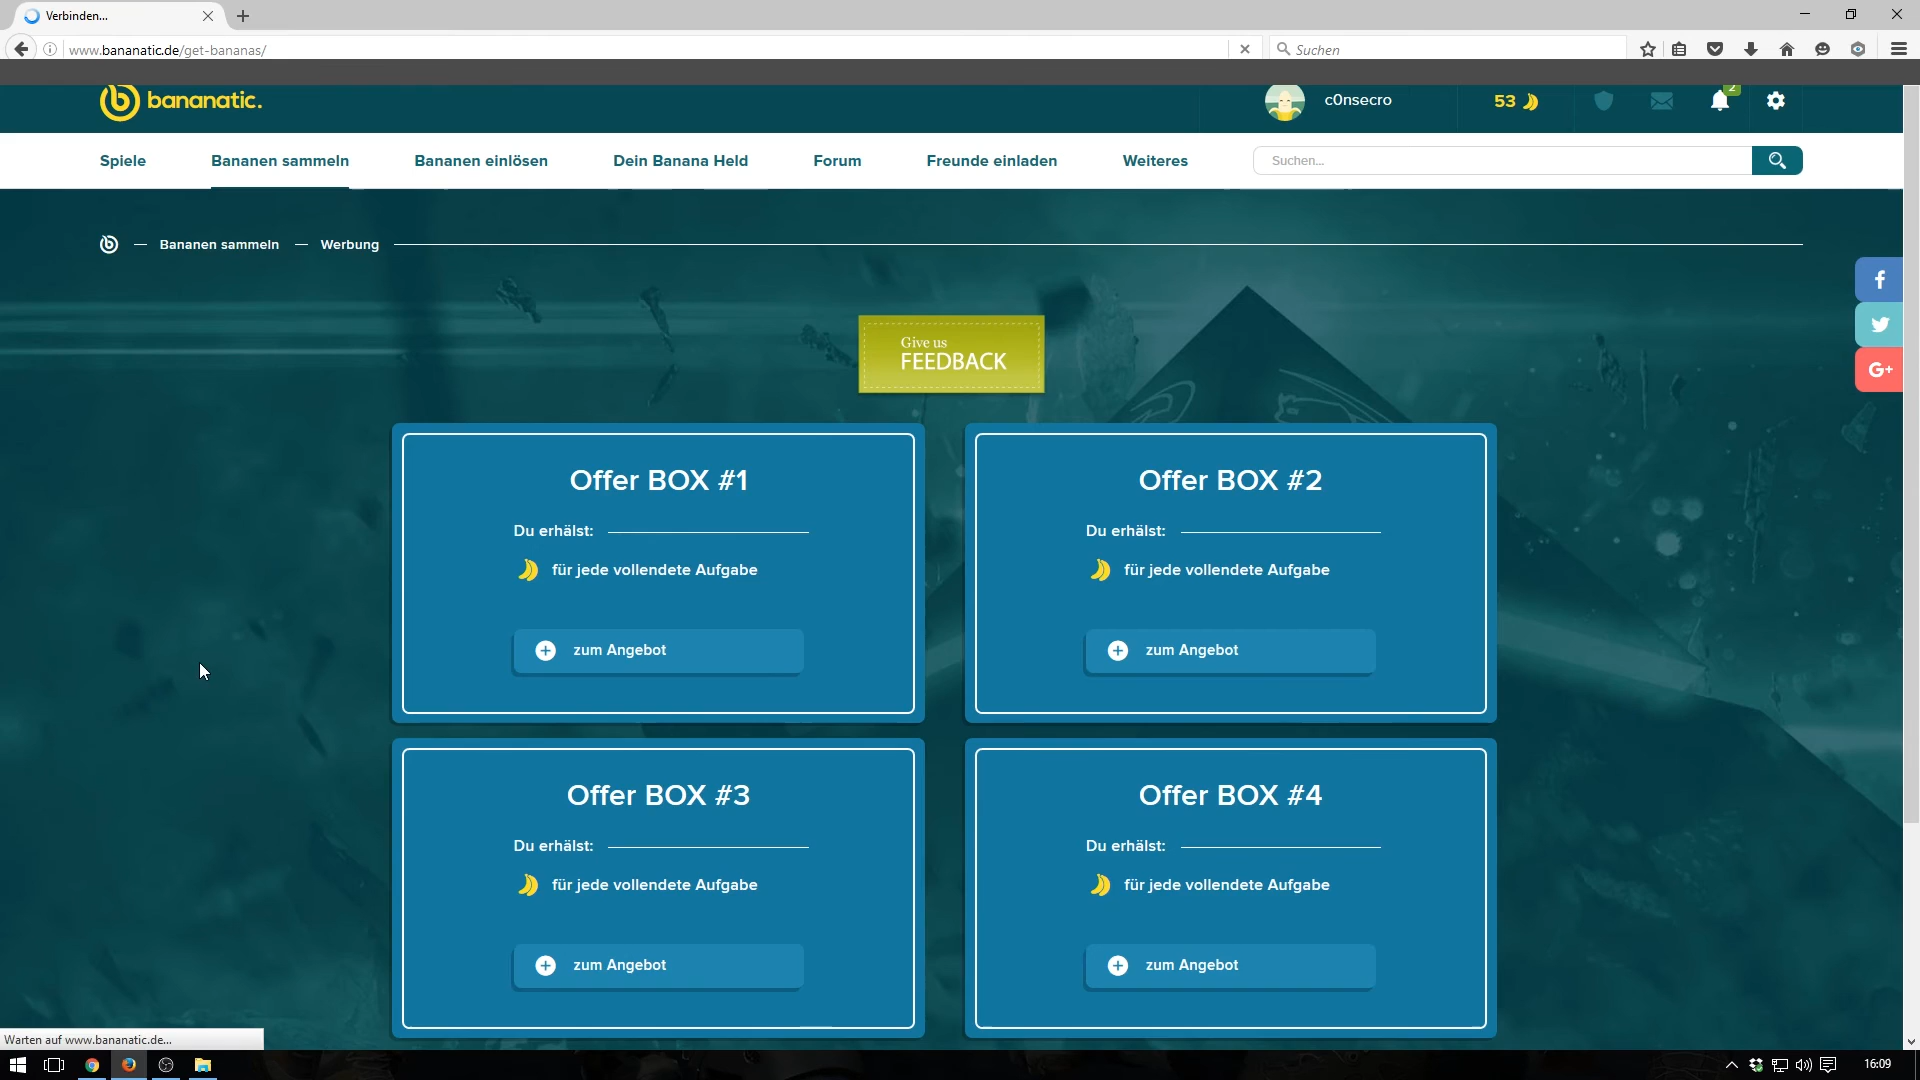 Verbinden...
www.bananatic.de/get-bananas/
Suchen
bananatic.
c0nsecro
53
2
Spiele
Bananen sammeln
Bananen einlösen
Dein Banana Held
Forum
Freunde einladen
Weiteres
Suchen...
Bananen sammeln
Werbung
Give us
FEEDBACK
G+
Offer BOX #1
Du erhälst:
für jede vollendete Aufgabe
zum Angebot
Offer BOX #2
Du erhälst:
für jede vollendete Aufgabe
zum Angebot
Offer BOX #3
Du erhälst:
für jede vollendete Aufgabe
zum Angebot
Offer BOX #4
Du erhälst:
für jede vollendete Aufgabe
zum Angebot
Warten auf www.bananatic.de...
16:09